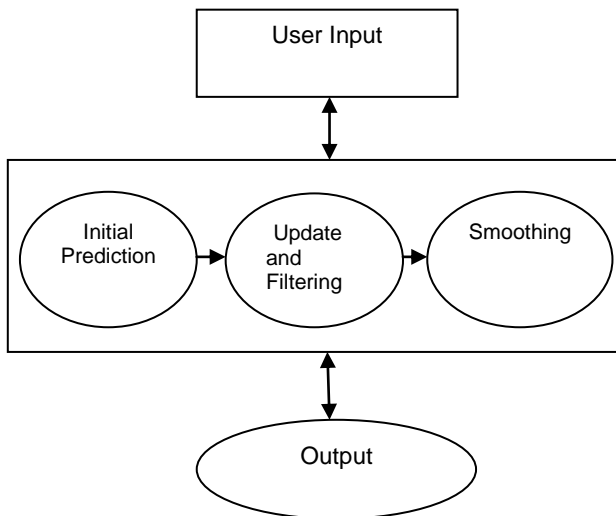 User Input
Initial
Prediction
Update
and
Filtering
Smoothing
Output